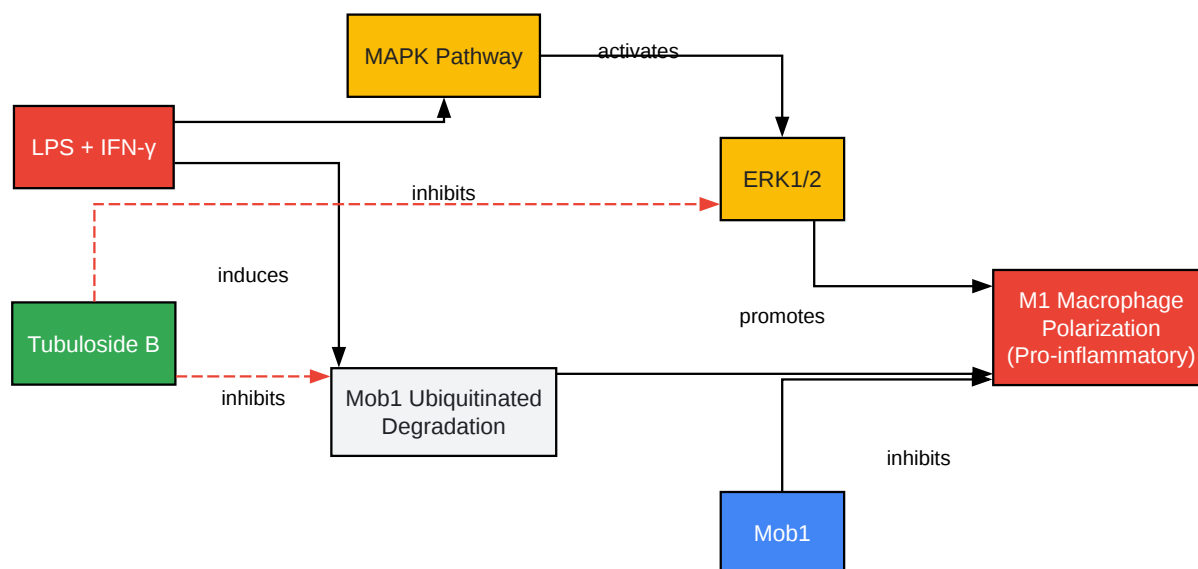 MAPK Pathway
activates
LPS + IFN-γ
ERK1/2
inhibits
induces
M1 Macrophage
Polarization
(Pro-inflammatory)
promotes
Tubuloside B
inhibits
Mob1 Ubiquitinated
Degradation
inhibits
Mob1